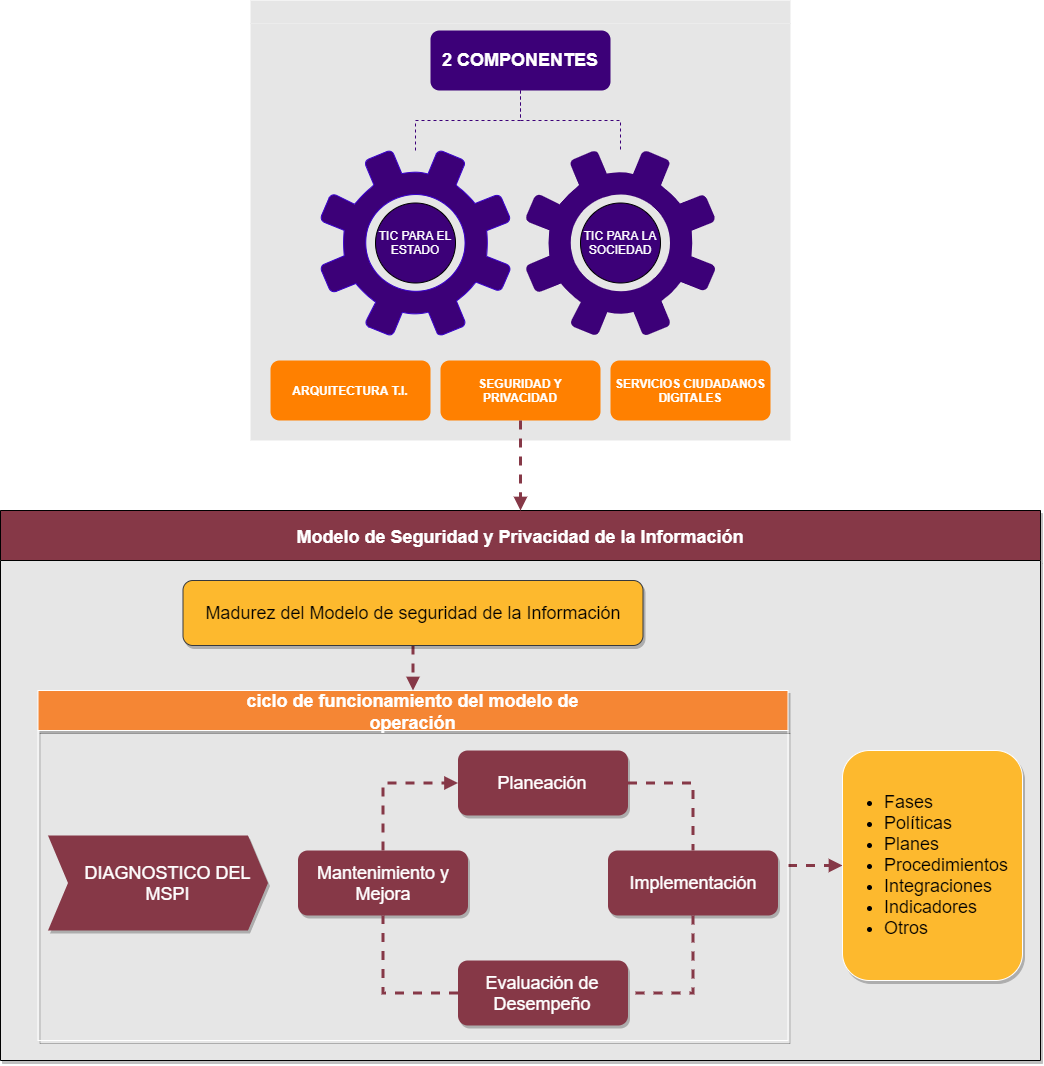 2 COMPONENTES
TIC PARA EL
ESTADO
TIC PARA LA
SOCIEDAD
ARQUITECTURA T.I.
SEGURIDAD Y
PRIVACIDAD
SERVICIOS CIUDADANOS
DIGITALES
Modelo de Seguridad y Privacidad de la Información
Madurez del Modelo de seguridad de la Información
ciclo de funcionamiento del modelo de
operación
DIAGNOSTICO DEL
MSPI
Planeación
Mantenimiento y
Mejora
Implementación
Evaluación de
Desempeño
• Fases
• Políticas
• Planes
• Procedimientos
• Integraciones
• Indicadores
• Otros